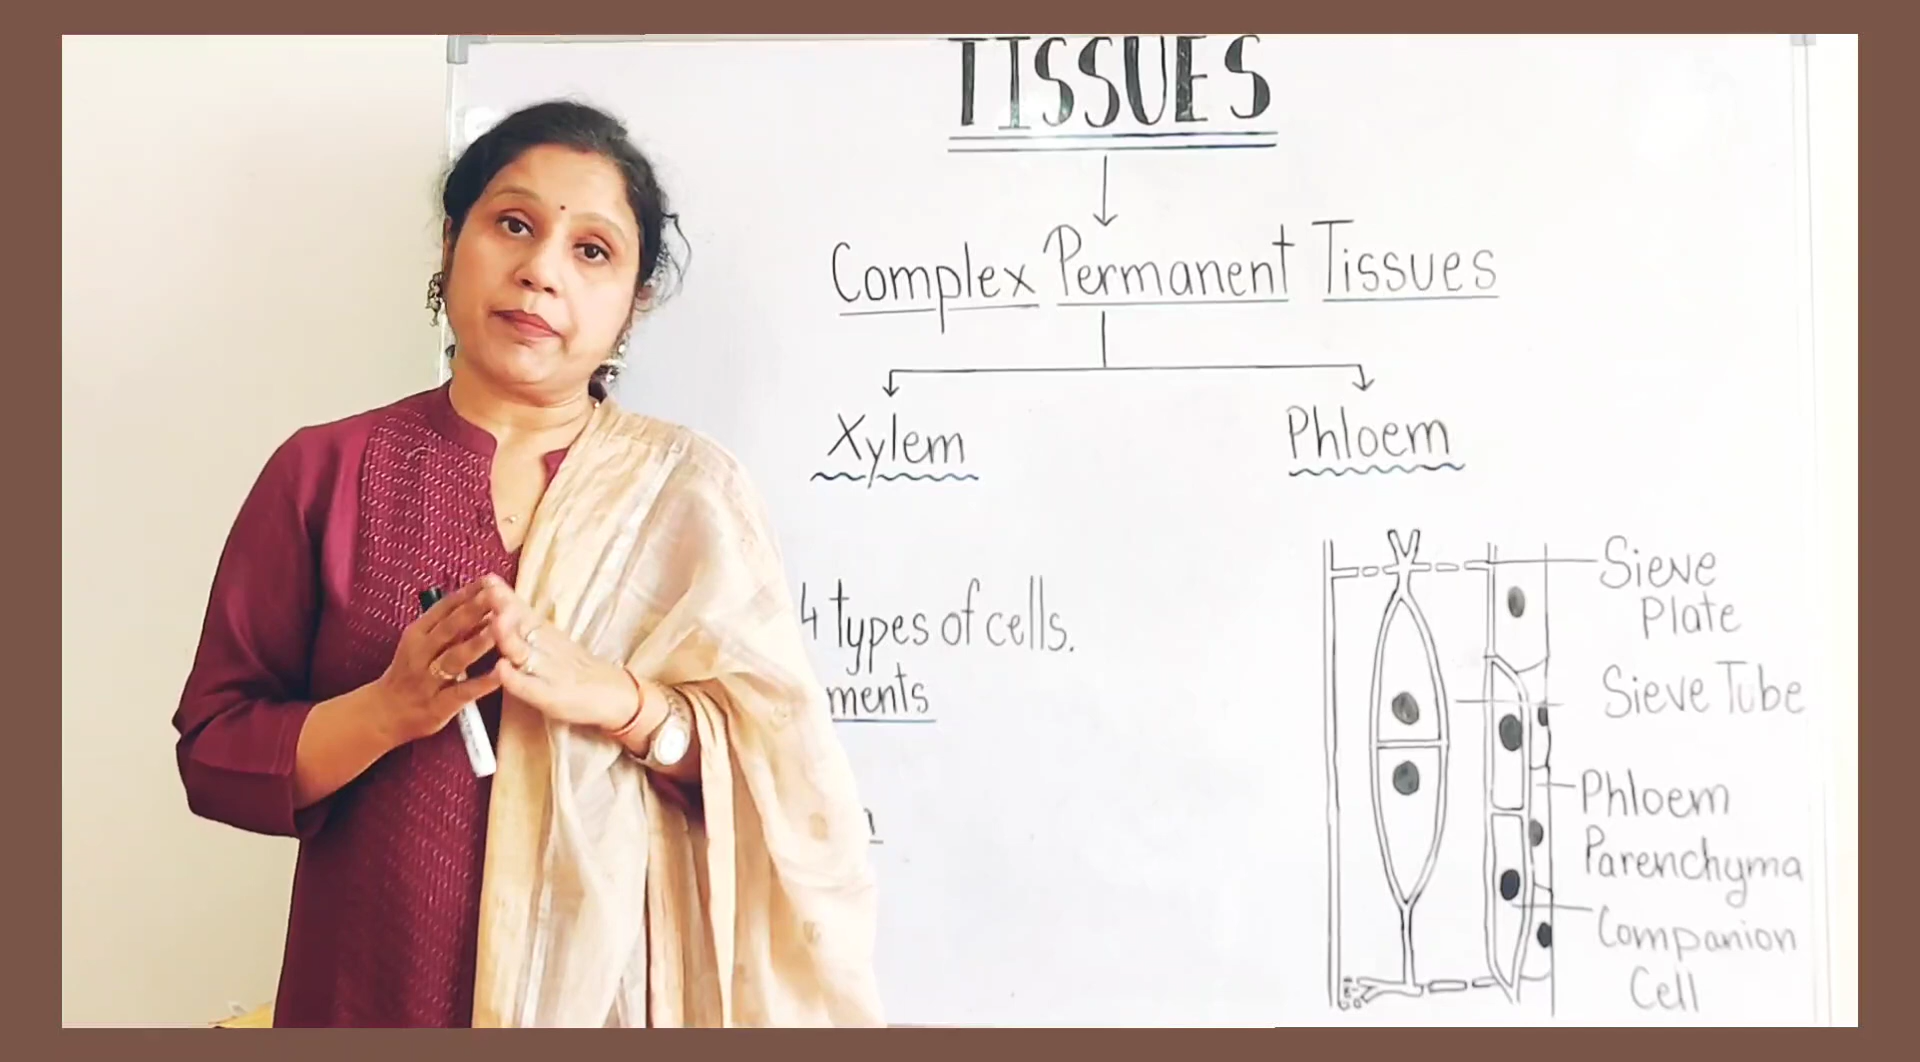 TISSUES
Complex Permanent Tissues
Xylem
Phloem
4 types of cells.
ments
Sieve
Plate
Sieve Tube
Phloem
Parenchyma
Companion
Cell